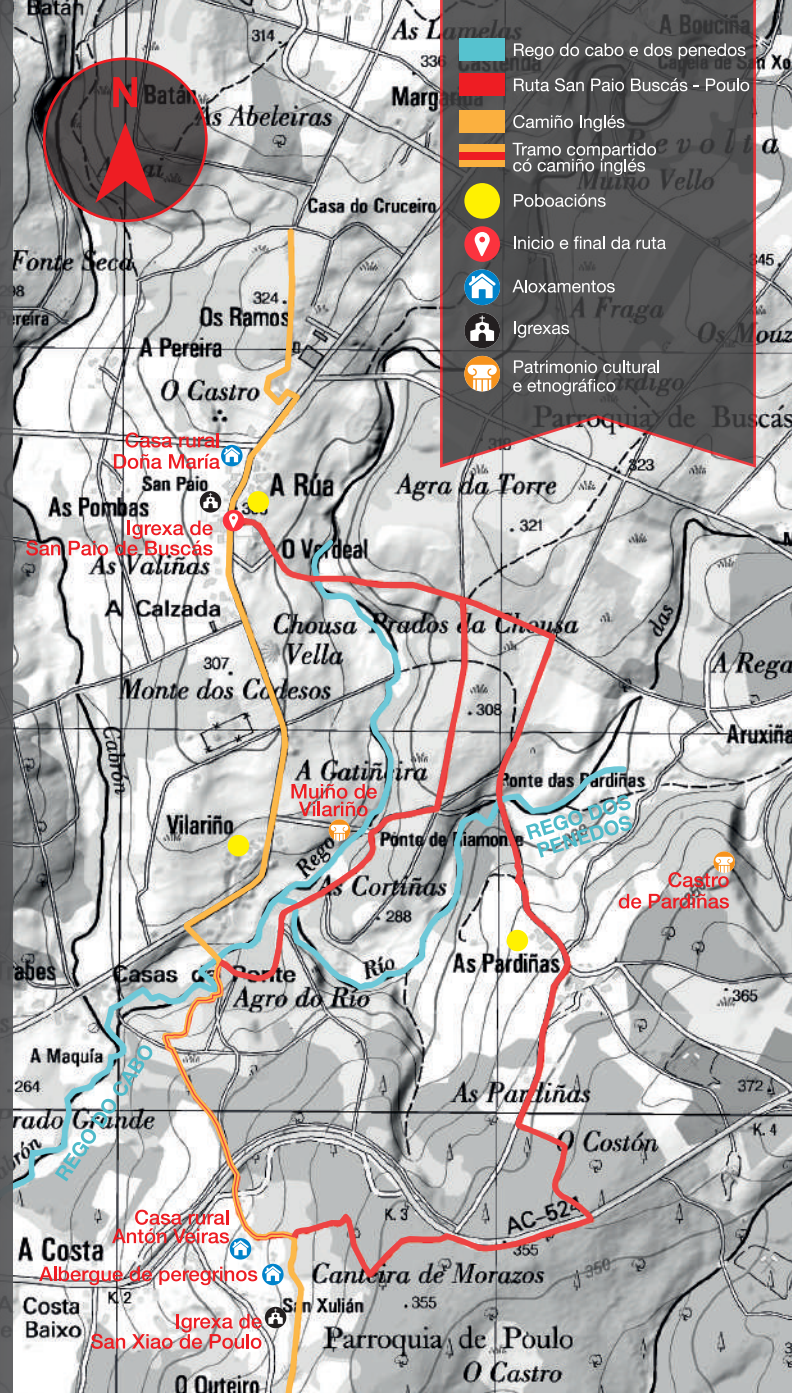 Batán
314
As Lamelas
336
Castenda
A Bouciña
Capela de San Xo
N
Batán
As Abeleiras
Rego do cabo e dos penedos
Ruta San Paio Buscás - Poulo
Camiño Inglés
Tramo compartido
có camiño inglés
Poboacións
Inicio e final da ruta
Aloxamentos
Igrexas
Patrimonio cultural
e etnográfico
Revolta
Muiño Vello
Casa do Cruceiro
Fonte Seca
345
324
Os Ramos
A Fraga
Os Mouz
A Pereira
O Castro
Parroquia de Buscás
Casa rural
Doña María
San Paio
A Rúa
Agra da Torre
318
323
As Pombas
Igrexa de
San Paio de Buscás
321
O Verdeal
As Valiñas
A Calzada
Chousa
Vella
Prados da Chousa
das
307
Monte dos Codesos
308
A Rega
Aruxiña
Cabrón
A Gatiñeira
Ponte das Pardiñas
Muiño de
Vilariño
Vilariño
Rego
Ponte de Riamonte
REGO DOS
PENEDOS
As Cortiñas
Castro
de Pardiñas
288
Río
As Pardiñas
Casas da Ponte
Agro do Río
365
A Maquía
264
REGO DO CABO
As Pardiñas
372
rado Grande
O Costón
K. 4
K. 3
AC-524
355
Casa rural
Antón Veiras
A Costa
Albergue de peregrinos
Canteira de Morazos
350
K. 2
Costa
Baixo
San Xulián
355
Igrexa de
San Xiao de Poulo
Parroquia de Poulo
O Castro
O Outeiro